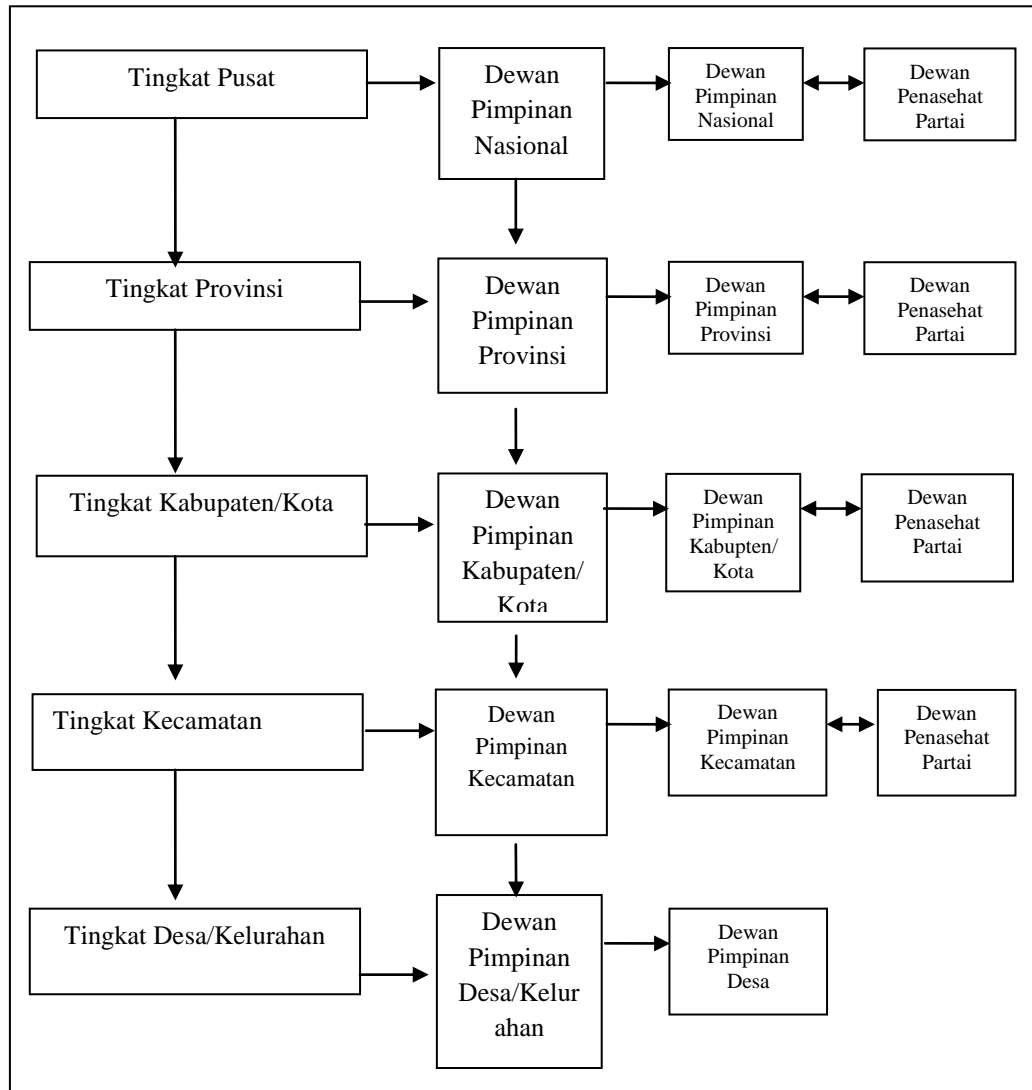 Tingkat Pusat
Dewan
Pimpinan
Nasional
Dewan
Pimpinan
Nasional
Dewan
Penasehat
Partai
Tingkat Provinsi
Dewan
Pimpinan
Provinsi
Dewan
Pimpinan
Provinsi
Dewan
Penasehat
Partai
Tingkat Kabupaten/Kota
Dewan
Pimpinan
Kabupaten/
Kota
Dewan
Pimpinan
Kabupten/
Kota
Dewan
Penasehat
Partai
Tingkat Kecamatan
Dewan
Pimpinan
Kecamatan
Dewan
Pimpinan
Kecamatan
Dewan
Penasehat
Partai
Tingkat Desa/Kelurahan
Dewan
Pimpinan
Desa/Kelur
ahan
Dewan
Pimpinan
Desa